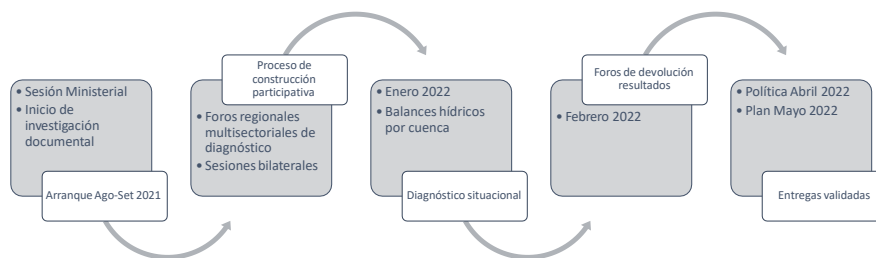 • Sesión Ministerial
• Inicio de
investigación
documental
Arranque Ago-Set 2021
Proceso de
construcción
participativa
• Foros regionales
multisectoriales de
diagnóstico
• Sesiones bilaterales
• Enero 2022
• Balances hídricos
por cuenca
Diagnóstico situacional
Foros de devolución
resultados
• Febrero 2022
• Política Abril 2022
• Plan Mayo 2022
Entregas validadas